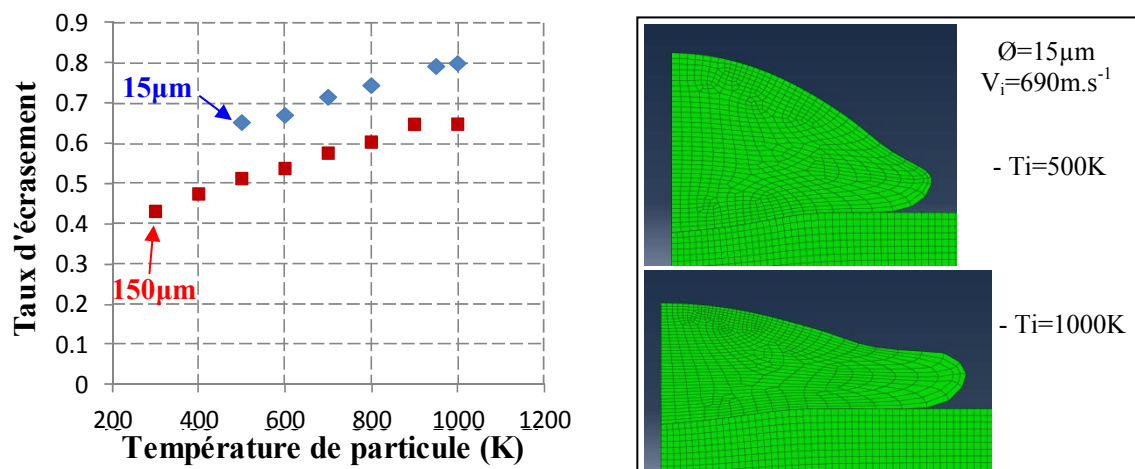 Taux d'écrasement
0.9
0.8
0.7
0.6
0.5
0.4
0.3
0.2
0.1
0
15µm
150µm
200 400 600 800 1000 1200
Température de particule (K)
Ø=15µm
Vi=690m.s-1
- Ti=500K
- Ti=1000K